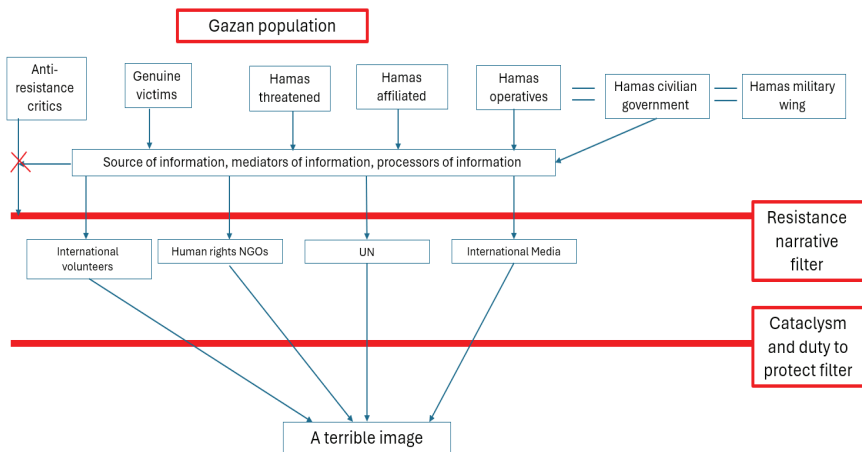 Gazan population
Anti-
resistance
critics
Genuine
victims
Hamas
threatened
Hamas
affiliated
Hamas
operatives
Hamas civilian
government
Hamas military
wing
Source of information, mediators of information, processors of information
Resistance
narrative
filter
International
volunteers
Human rights NGOs
UN
International Media
Cataclysm
and duty to
protect filter
A terrible image